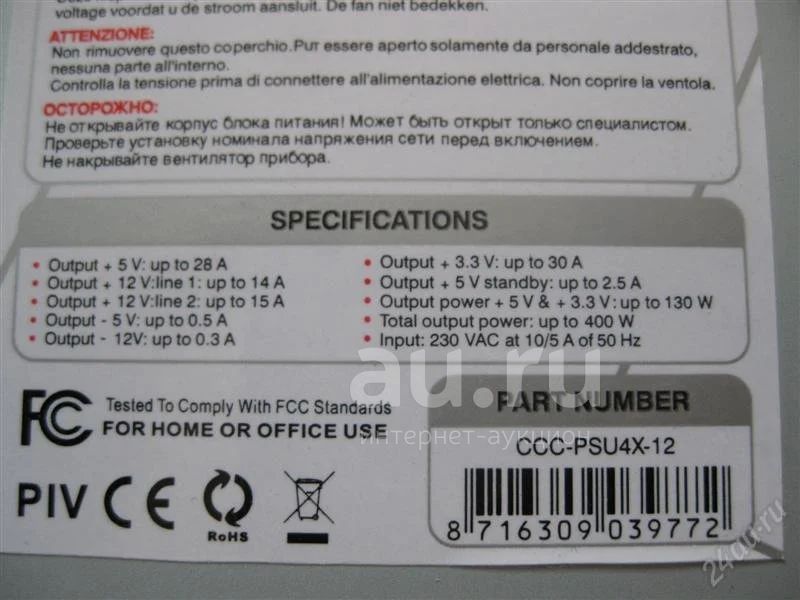 voltage voordat u de stroom aansluit. De fan niet bedekken.
ATTENZIONE:
Non rimuovere questo coperchio.Pur essere aperto solamente da personale addestrato,
nessuna parte all'interno.
Controlla la tensione prima di connettere all'alimentazione elettrica. Non coprire la ventola.
ОСТОРОЖНО:
Не открывайте корпус блока питания! Может быть открыт только специалистом.
Проверьте установку номинала напряжения сети перед включением.
Не накрывайте вентилятор прибора.
SPECIFICATIONS
• Output + 5 V: up to 28 A
• Output + 12 V:line 1: up to 14 A
• Output + 12 V:line 2: up to 15 A
• Output - 5 V: up to 0.5 A
• Output - 12V: up to 0.3 A
• Output + 3.3 V: up to 30 A
• Output + 5 V standby: up to 2.5 A
• Output power + 5 V & + 3.3 V: up to 130 W
• Total output power: up to 400 W
• Input: 230 VAC at 10/5 A of 50 Hz
au.ru
интернет-аукцион
FC Tested To Comply With FCC Standards
FOR HOME OR OFFICE USE
PIV CE RoHS
PART NUMBER
CCC-PSU4X-12
8 716309 039772
24au.ru